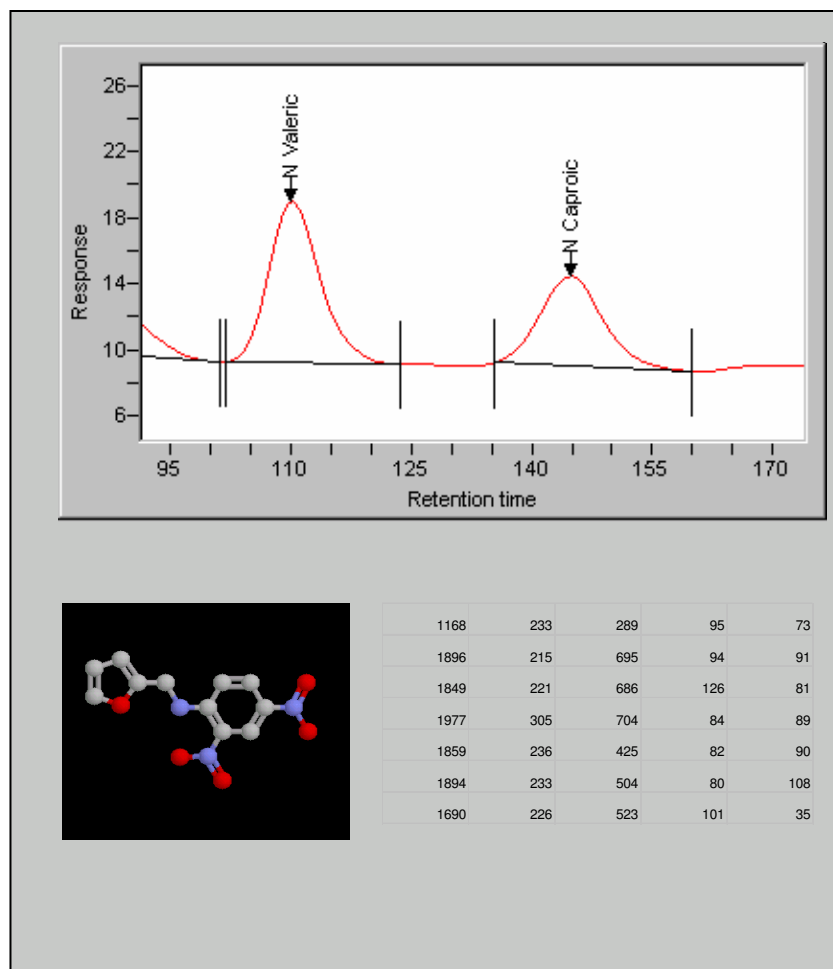 26
22
18
14
10
6
Response
N Valeric
N Caproic
95 110 125 140 155 170
Retention time
1168 233 289 95 73
1896 215 695 94 91
1849 221 686 126 81
1977 305 704 84 89
1859 236 425 82 90
1894 233 504 80 108
1690 226 523 101 35